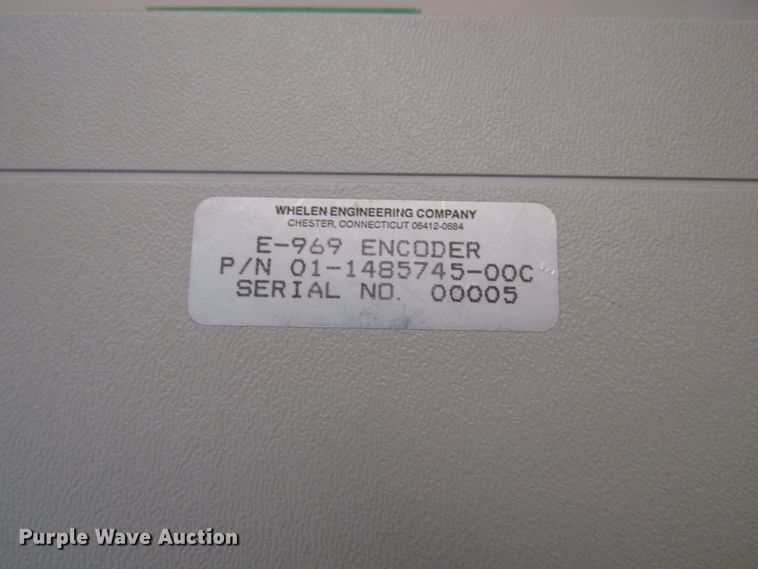 WHELEN ENGINEERING COMPANY
CHESTER, CONNECTICUT 06412-0684
E-969 ENCODER
P/N 01-1485745-00C
SERIAL NO. 00005
Purple Wave Auction